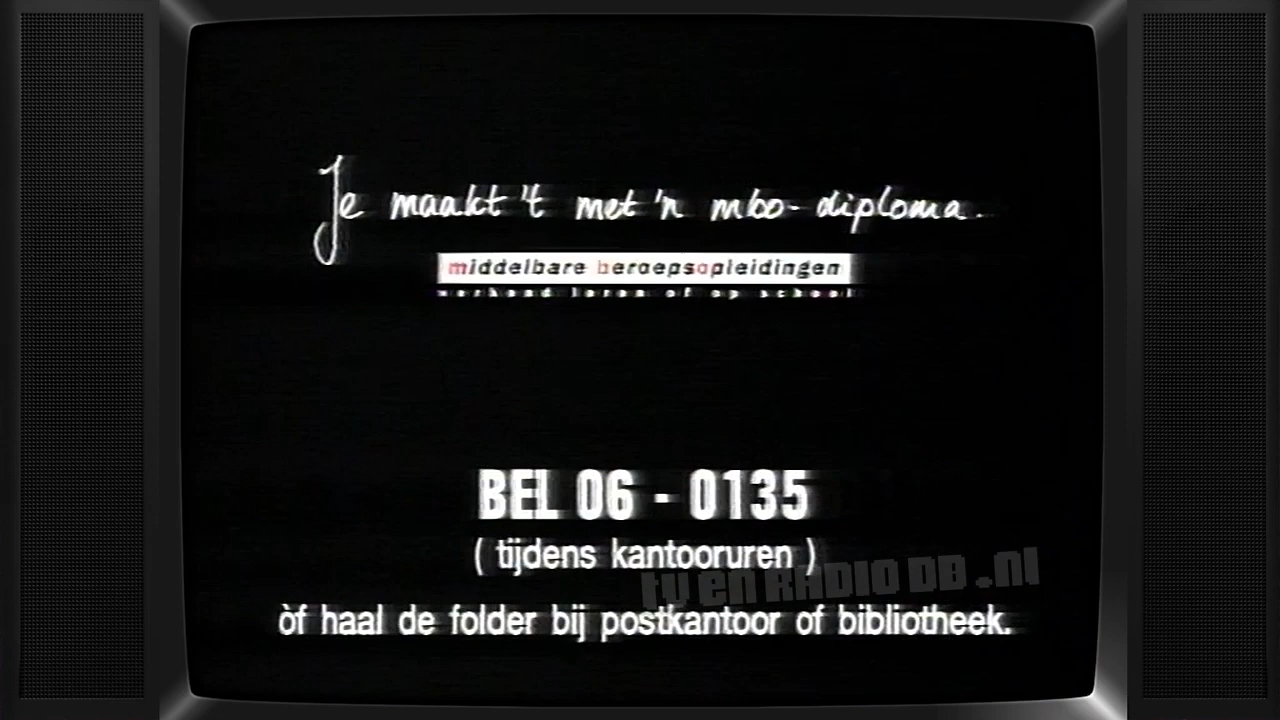 Je maakt 't met 'n mbo-diploma.
middelbare beroepsopleidingen
werkend leren of op school
BEL 06 - 0135
( tijdens kantooruren )
tv en RADIO DB .nl
òf haal de folder bij postkantoor of bibliotheek.